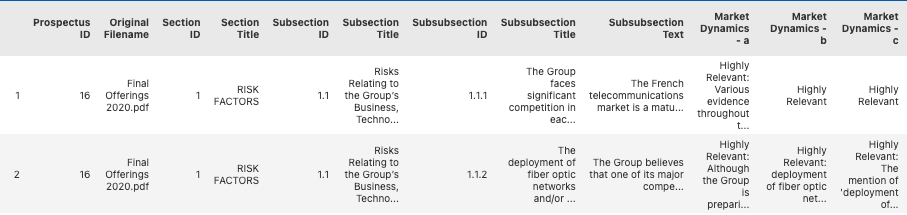 Prospectus ID Original Filename Section ID Section Title Subsection ID Subsection Title Subsubsection ID Subsubsection Title Subsubsection Text Market Dynamics - a Market Dynamics - b Market Dynamics - c
1 16 Final Offerings 2020.pdf 1 RISK FACTORS 1.1 Risks Relating to the Group's Business, Techno... 1.1.1 The Group faces significant competition in eac... The French telecommunications market is a matu... Highly Relevant: Various evidence throughout t... Highly Relevant Highly Relevant
2 16 Final Offerings 2020.pdf 1 RISK FACTORS 1.1 Risks Relating to the Group's Business, Techno... 1.1.2 The deployment of fiber optic networks and/or ... The Group believes that one of its major compe... Highly Relevant: Although the Group is prepari... Highly Relevant: deployment of fiber optic net... Highly Relevant: The mention of 'deployment of...